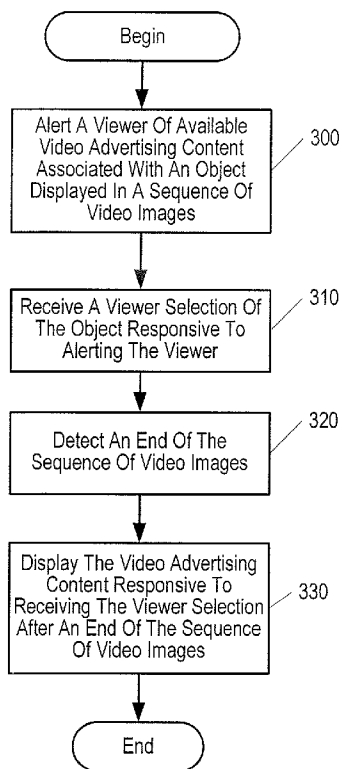 Begin
Alert A Viewer Of Available
Video Advertising Content
Associated With An Object
Displayed In A Sequence Of
Video Images
300
Receive A Viewer Selection Of
The Object Responsive To
Alerting The Viewer
310
Detect An End Of The
Sequence Of Video Images
320
Display The Video Advertising
Content Responsive To
Receiving The Viewer Selection
After An End Of The Sequence
Of Video Images
330
End